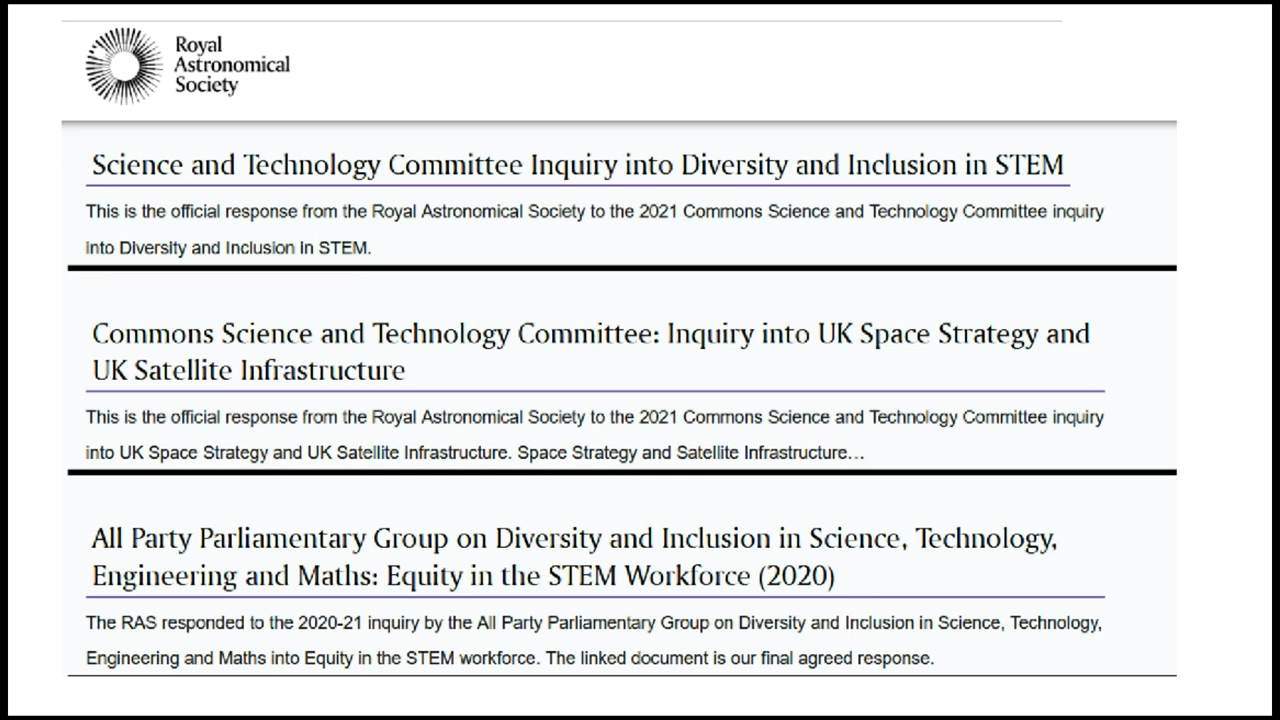 Royal
Astronomical
Society
Science and Technology Committee Inquiry into Diversity and Inclusion in STEM
This is the official response from the Royal Astronomical Society to the 2021 Commons Science and Technology Committee inquiry
into Diversity and Inclusion in STEM.
Commons Science and Technology Committee: Inquiry into UK Space Strategy and
UK Satellite Infrastructure
This is the official response from the Royal Astronomical Society to the 2021 Commons Science and Technology Committee inquiry
into UK Space Strategy and UK Satellite Infrastructure. Space Strategy and Satellite Infrastructure…
All Party Parliamentary Group on Diversity and Inclusion in Science, Technology,
Engineering and Maths: Equity in the STEM Workforce (2020)
The RAS responded to the 2020-21 inquiry by the All Party Parliamentary Group on Diversity and Inclusion in Science, Technology,
Engineering and Maths into Equity in the STEM workforce. The linked document is our final agreed response.